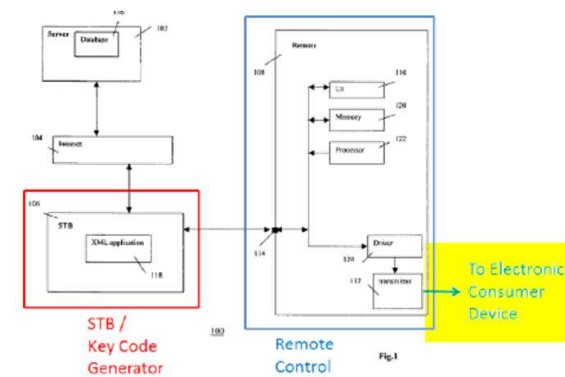 110
Server
Database
102
Remote
108
UI
116
Memory
120
104
Internet
Processor
122
106
STB
XML application
118
114
Driver
124
112
transmitter
To Electronic
Consumer
Device
STB /
Key Code
Generator
100
Remote
Control
Fig.1